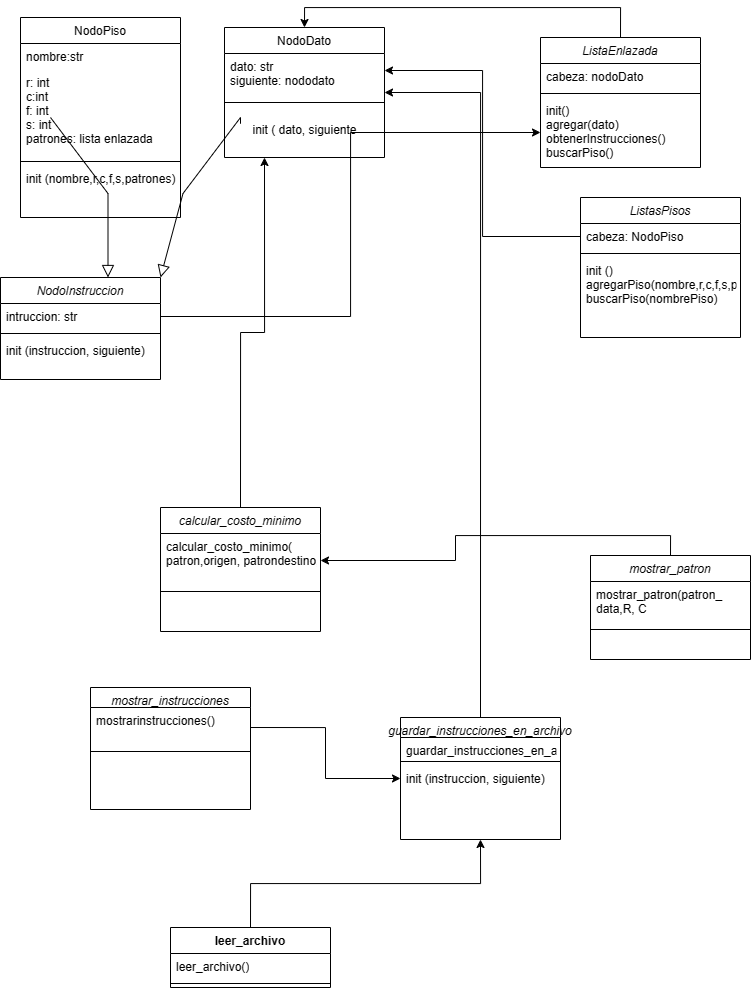 NodoPiso
nombre:str
r: int
c:int
f: int
s: int
patrones: lista enlazada
init (nombre,r,c,f,s,patrones)
NodoDato
dato: str
siguiente: nododato
init ( dato, siguiente
ListaEnlazada
cabeza: nodoDato
init()
agregar(dato)
obtenerInstrucciones()
buscarPiso()
ListasPisos
cabeza: NodoPiso
init ()
agregarPiso(nombre,r,c,f,s,p
buscarPiso(nombrePiso)
NodoInstruccion
intruccion: str
init (instruccion, siguiente)
calcular_costo_minimo
calcular_costo_minimo(
patron,origen, patrondestino
mostrar_patron
mostrar_patron(patron_
data,R, C
mostrar_instrucciones
mostrarinstrucciones()
guardar_instrucciones_en_archivo
guardar_instrucciones_en_a
init (instruccion, siguiente)
leer_archivo
leer_archivo()